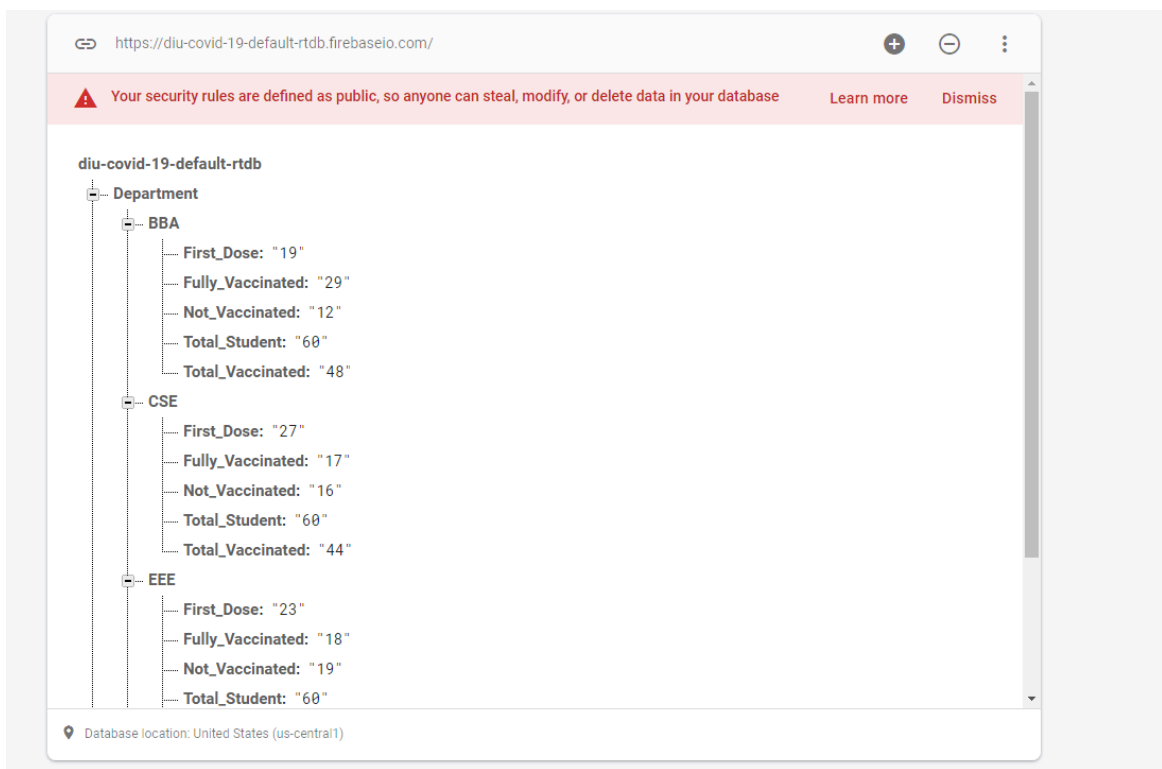 https://diu-covid-19-default-rtdb.firebaseio.com/
Your security rules are defined as public, so anyone can steal, modify, or delete data in your database Learn more Dismiss
diu-covid-19-default-rtdb
Department
BBA
First_Dose: "19"
Fully_Vaccinated: "29"
Not_Vaccinated: "12"
Total_Student: "60"
Total_Vaccinated: "48"
CSE
First_Dose: "27"
Fully_Vaccinated: "17"
Not_Vaccinated: "16"
Total_Student: "60"
Total_Vaccinated: "44"
EEE
First_Dose: "23"
Fully_Vaccinated: "18"
Not_Vaccinated: "19"
Total_Student: "60"
Database location: United States (us-central1)